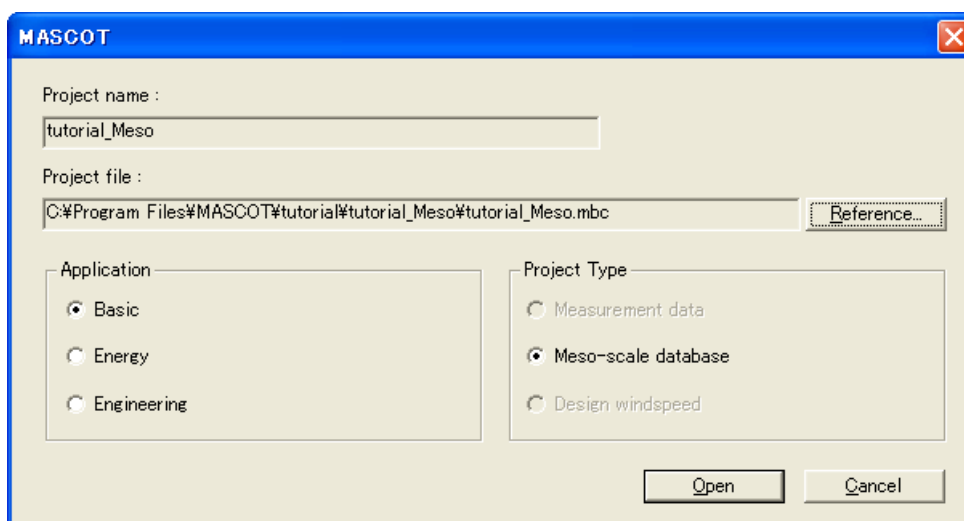 MASCOT
Project name :
tutorial_Meso
Project file :
C:¥Program Files¥MASCOT¥tutorial¥tutorial_Meso¥tutorial_Meso.mbc
Reference...
Application
Project Type
Basic
Measurement data
Energy
Meso-scale database
Engineering
Design windspeed
Open
Cancel